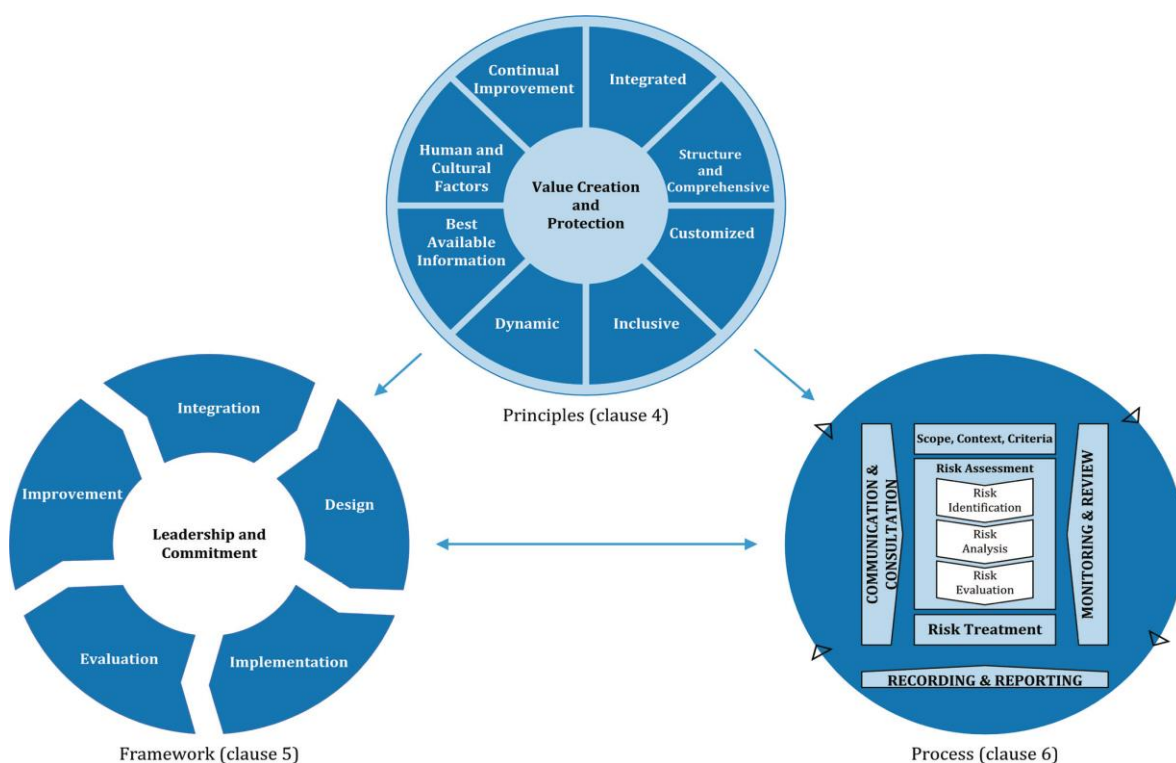 Continual
Improvement
Integrated
Human and
Cultural
Factors
Structure
and
Comprehensive
Value Creation
and
Protection
Best
Available
Information
Customized
Dynamic
Inclusive
Principles (clause 4)
Integration
Improvement
Design
Leadership and
Commitment
Evaluation
Implementation
Framework (clause 5)
Scope, Context, Criteria
Risk Assessment
Risk
Identification
Risk
Analysis
Risk
Evaluation
Risk Treatment
COMMUNICATION &
CONSULTATION
MONITORING & REVIEW
RECORDING & REPORTING
Process (clause 6)